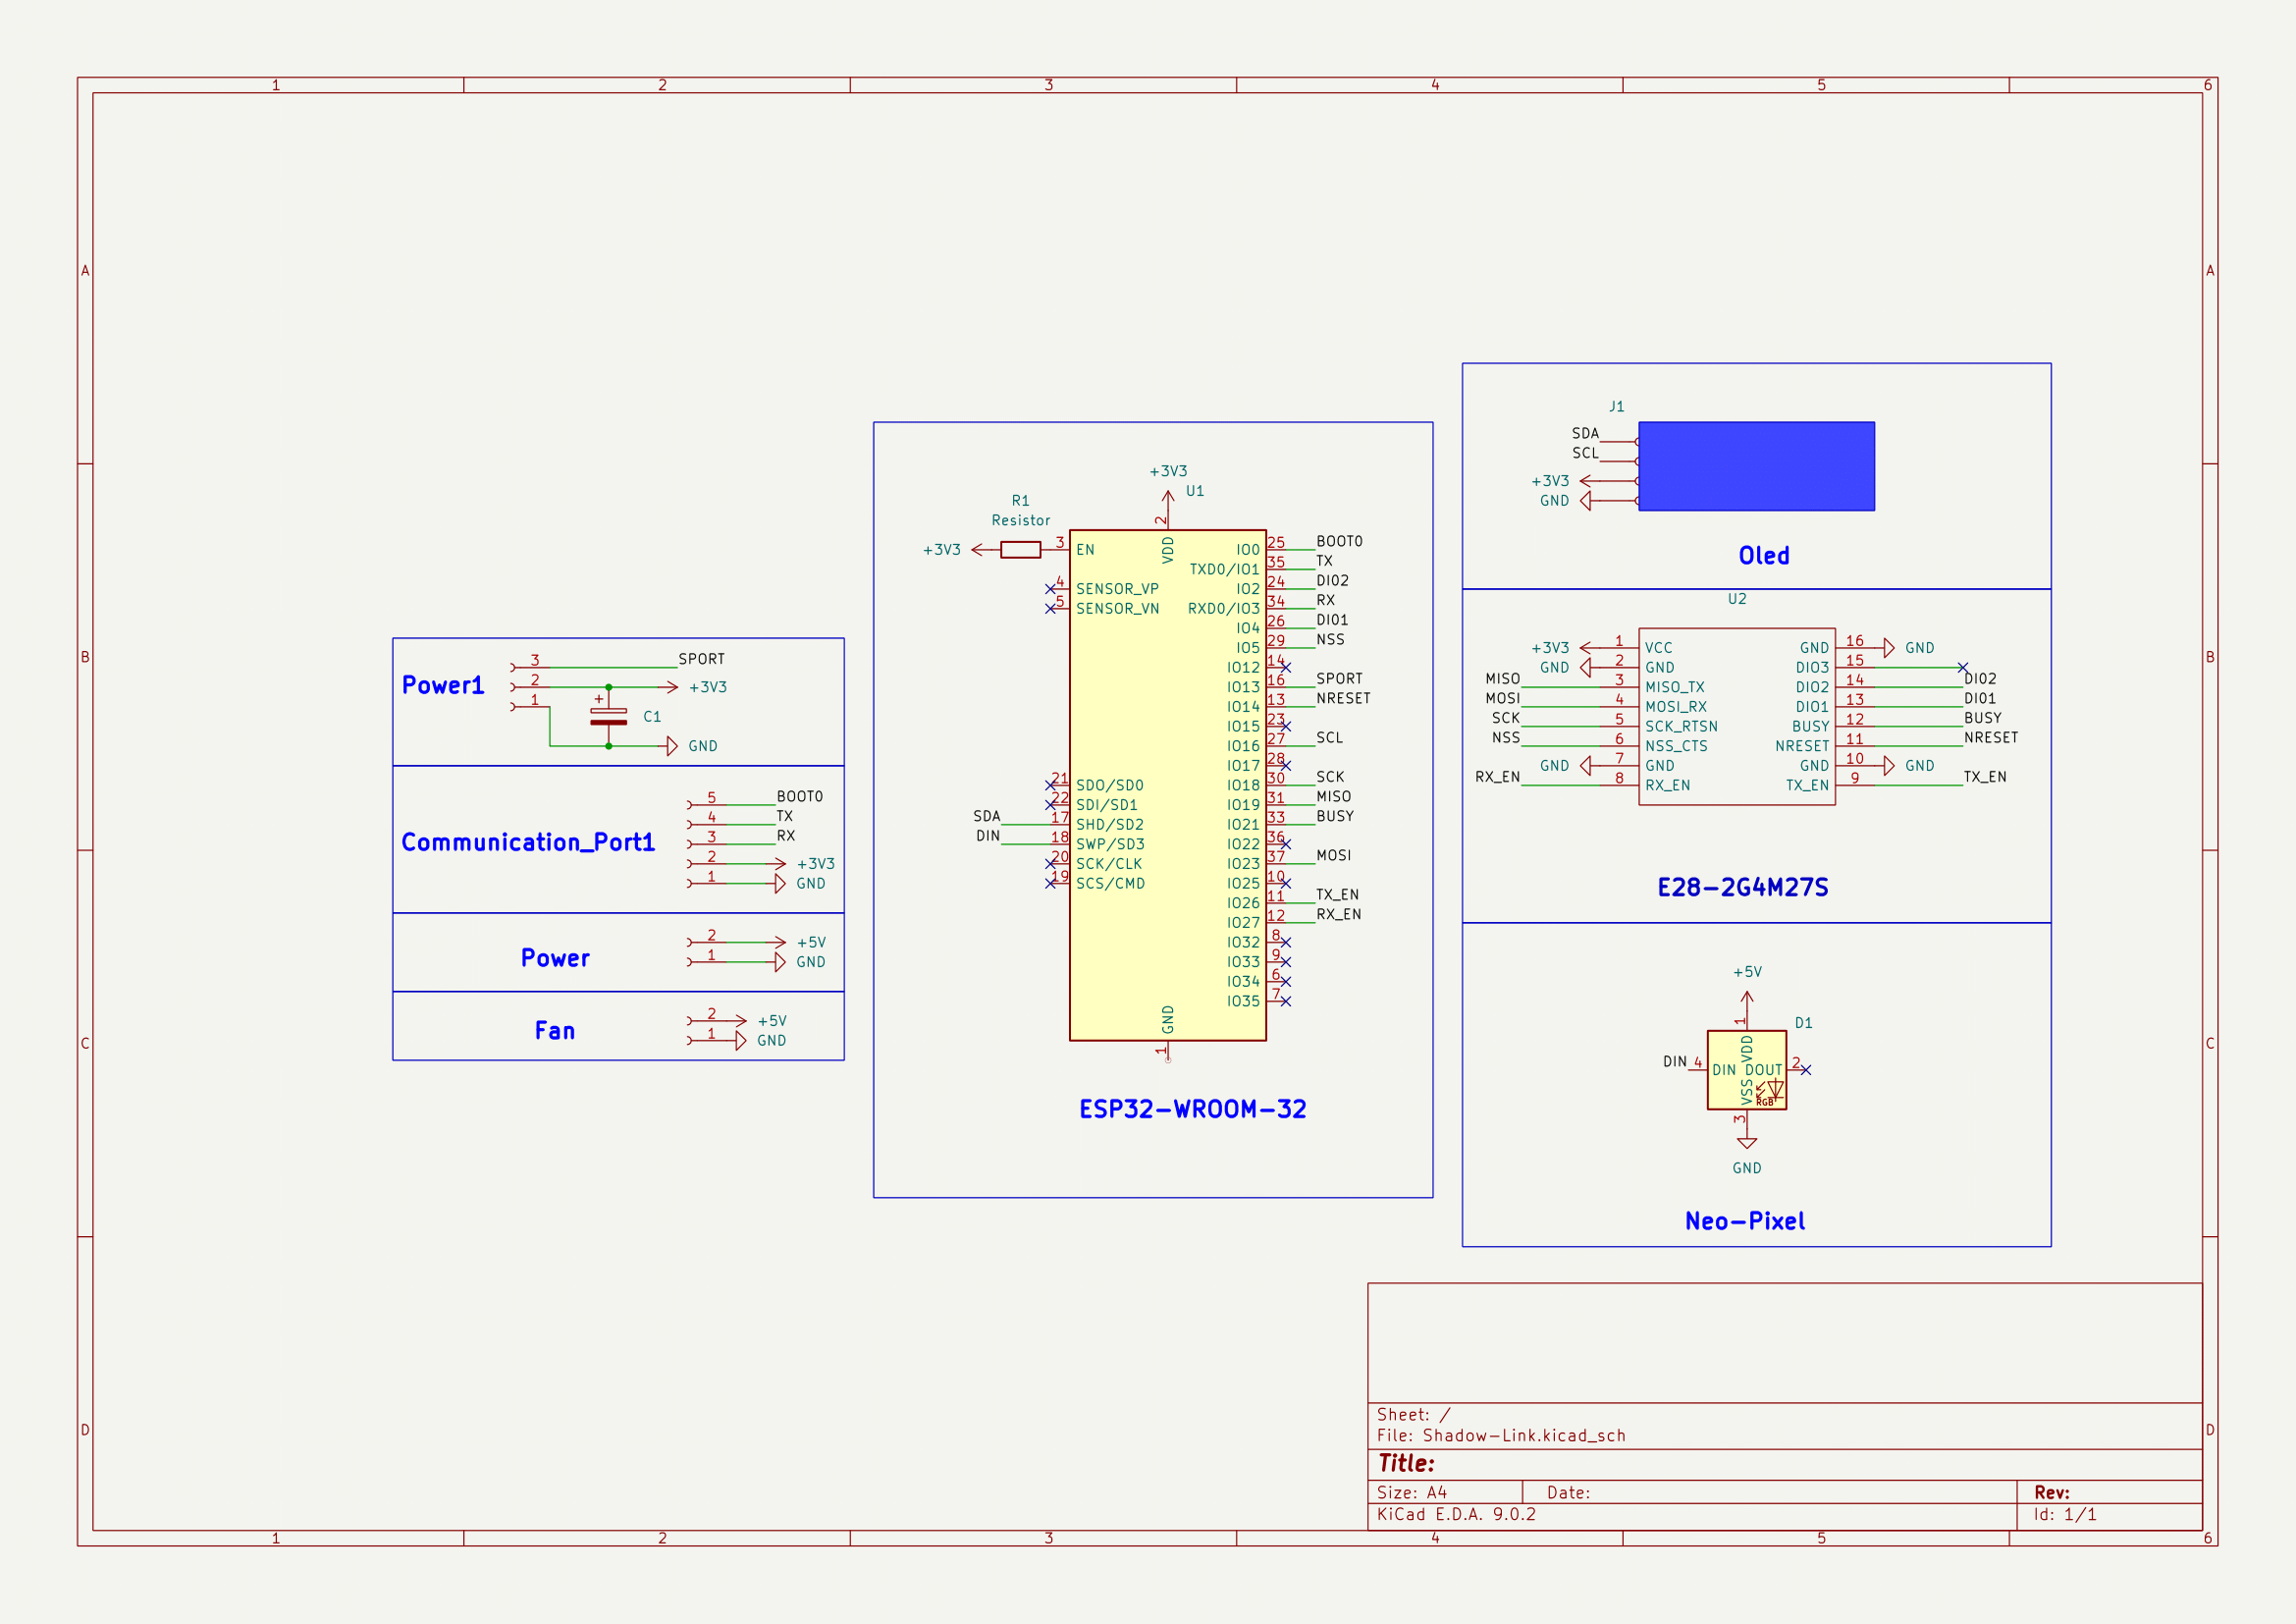 1 2 3 4 5 6
A A
B B
C C
D D
1 2 3 4 5 6
Power1
3 SPORT
2 +3V3
1
+
C1
GND
Communication_Port1
5 BOOT0
4 TX
3 RX
2 +3V3
1 GND
Power
2 +5V
1 GND
Fan
2 +5V
1 GND
+3V3
U1
R1
Resistor
+3V3
2
VDD
3 EN
4 SENSOR_VP
5 SENSOR_VN
21 SDO/SD0
22 SDI/SD1
SDA 17 SHD/SD2
DIN 18 SWP/SD3
20 SCK/CLK
19 SCS/CMD
IO0 25 BOOT0
TXD0/IO1 35 TX
IO2 24 DIO2
RXD0/IO3 34 RX
IO4 26 DIO1
IO5 29 NSS
IO12 14
IO13 16 SPORT
IO14 13 NRESET
IO15 23
IO16 27 SCL
IO17 28
IO18 30 SCK
IO19 31 MISO
IO21 33 BUSY
IO22 36
IO23 37 MOSI
IO25 10
IO26 11 TX_EN
IO27 12 RX_EN
IO32 8
IO33 9
IO34 6
IO35 7
GND
1
ESP32-WROOM-32
J1
SDA
SCL
+3V3
GND
Oled
U2
+3V3 1 VCC
GND 2 GND
MISO 3 MISO_TX
MOSI 4 MOSI_RX
SCK 5 SCK_RTSN
NSS 6 NSS_CTS
GND 7 GND
RX_EN 8 RX_EN
GND 16 GND
DIO3 15
DIO2 14 DIO2
DIO1 13 DIO1
BUSY 12 BUSY
NRESET 11 NRESET
GND 10 GND
TX_EN 9 TX_EN
E28-2G4M27S
+5V
1
D1
VDD
DIN 4 DIN DOUT 2
VSS
RGB
3
GND
Neo-Pixel
Sheet: /
File: Shadow-Link.kicad_sch
Title:
Size: A4 Date: Rev:
KiCad E.D.A. 9.0.2 Id: 1/1